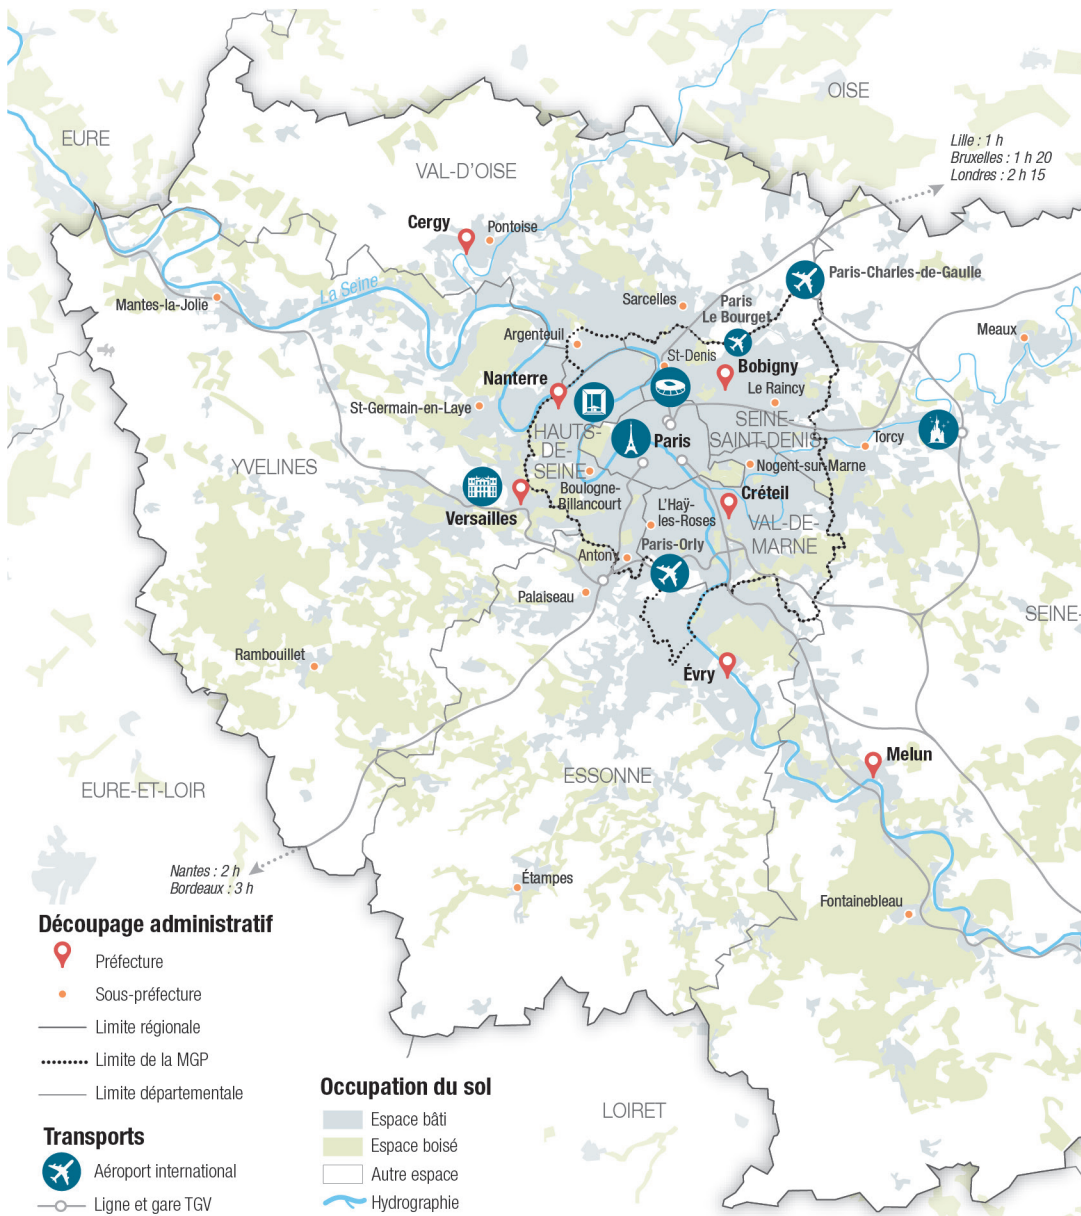 OISE
EURE
Lille : 1 h
Bruxelles : 1 h 20
Londres : 2 h 15
VAL-D'OISE
Cergy
Pontoise
Paris-Charles-de-Gaulle
La Seine
Mantes-la-Jolie
Sarcelles
Paris
Le Bourget
Argenteuil
Meaux
St-Denis
Bobigny
Nanterre
Le Raincy
St-Germain-en-Laye
HAUTS-
DE-
SEINE
Paris
SEINE-
SAINT-DENIS
Torcy
YVELINES
Nogent-sur-Marne
Boulogne-
Billancourt
Créteil
Versailles
L'Haÿ-
les-Roses
VAL-DE-
MARNE
Paris-Orly
Antony
Palaiseau
SEINE-
Rambouillet
Évry
Melun
ESSONNE
EURE-ET-LOIR
Nantes : 2 h
Bordeaux : 3 h
Étampes
Fontainebleau
LOIRET
Découpage administratif
Préfecture
Sous-préfecture
Limite régionale
Limite de la MGP
Limite départementale
Transports
Aéroport international
Ligne et gare TGV
Occupation du sol
Espace bâti
Espace boisé
Autre espace
Hydrographie